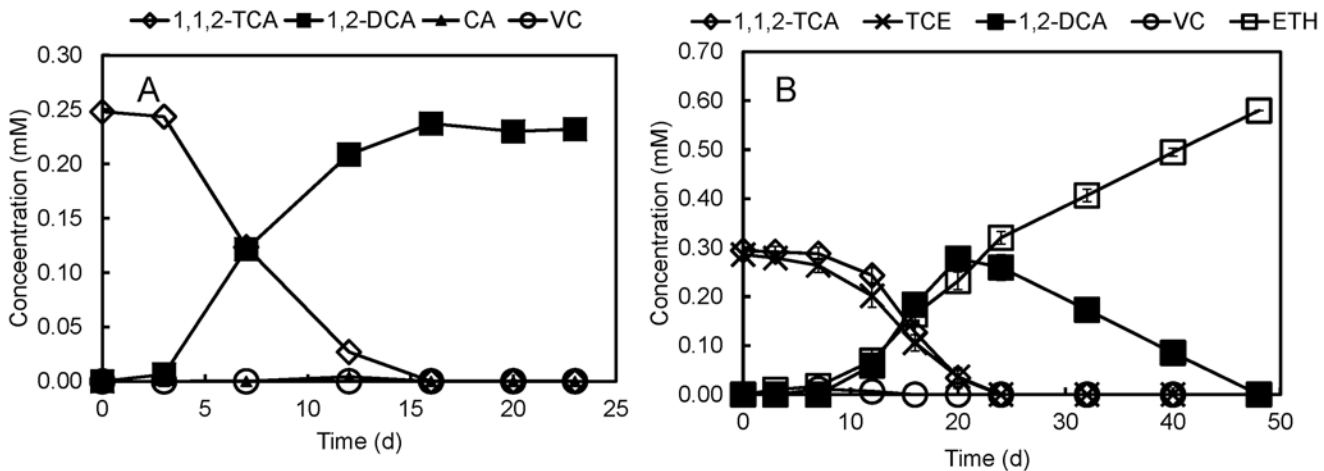 1,1,2-TCA 1,2-DCA CA VC
A
0.30
0.25
0.20
0.15
0.10
0.05
0.00
0 5 10 15 20 25
Conceentration (mM)
Time (d)
1,1,2-TCA TCE 1,2-DCA VC ETH
B
0.70
0.60
0.50
0.40
0.30
0.20
0.10
0.00
0 10 20 30 40 50
Concentration (mM)
Time (d)